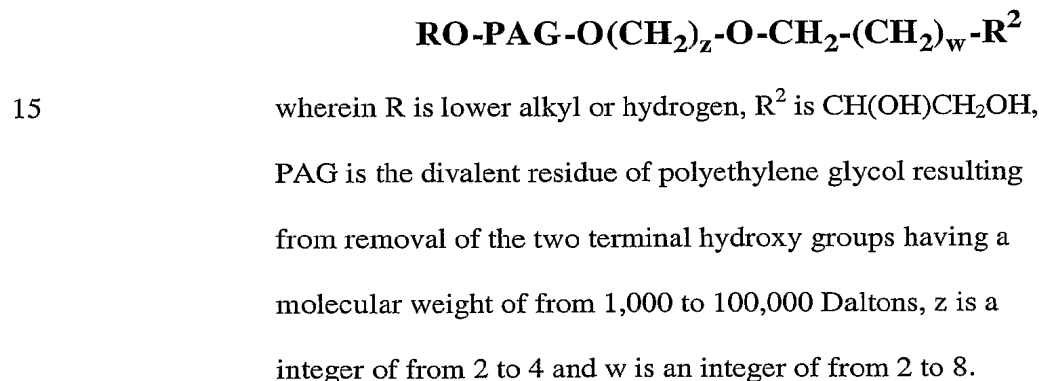 RO-PAG-O(CH₂)z-O-CH₂-(CH₂)w-R²
15 wherein R is lower alkyl or hydrogen, R² is CH(OH)CH₂OH,
PAG is the divalent residue of polyethylene glycol resulting
from removal of the two terminal hydroxy groups having a
molecular weight of from 1,000 to 100,000 Daltons, z is a
integer of from 2 to 4 and w is an integer of from 2 to 8.